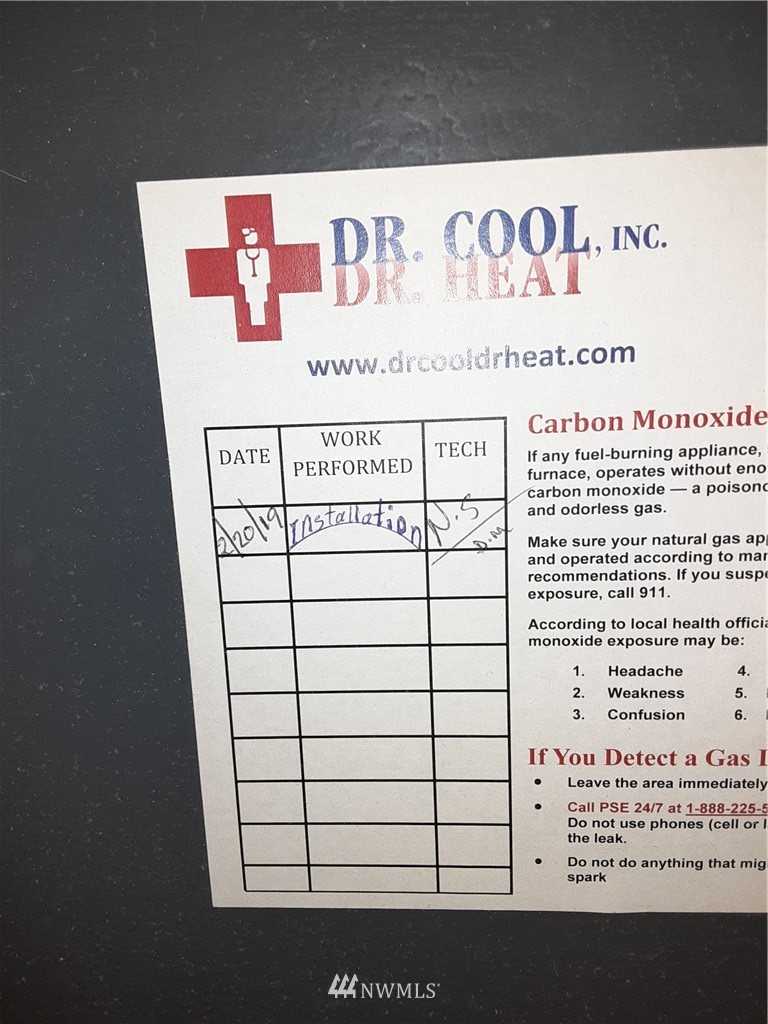 DR. COOL, INC.
DR. HEAT
www.drcooldrheat.com
DATE
WORK
PERFORMED
TECH
2/20/19
Installation
N.S
D.M
Carbon Monoxide
If any fuel-burning appliance,
furnace, operates without eno
carbon monoxide — a poisono
and odorless gas.
Make sure your natural gas app
and operated according to man
recommendations. If you suspe
exposure, call 911.
According to local health officia
monoxide exposure may be:
1. Headache 4.
2. Weakness 5.
3. Confusion 6.
If You Detect a Gas L
• Leave the area immediately
• Call PSE 24/7 at 1-888-225-5
Do not use phones (cell or l
the leak.
• Do not do anything that mig
spark
NWMLS